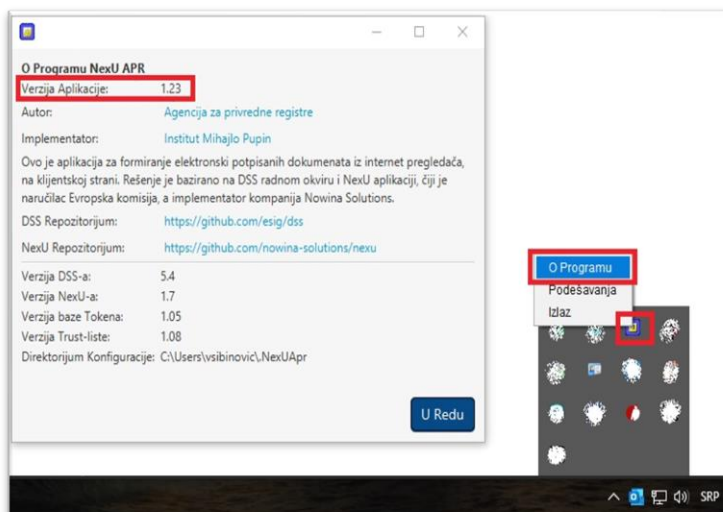 O Programu NexU APR
Verzija Aplikacije: 1.23
Autor: Agencija za privredne registre
Implementator: Institut Mihajlo Pupin
Ovo je aplikacija za formiranje elektronski potpisanih dokumenata iz internet pregledača,
na klijentskoj strani. Rešenje je bazirano na DSS radnom okviru i NexU aplikaciji, čiji je
naručilac Evropska komisija, a implementator kompanija Nowina Solutions.
DSS Repozitorijum: https://github.com/esig/dss
NexU Repozitorijum: https://github.com/nowina-solutions/nexu
Verzija DSS-a: 5.4
Verzija NexU-a: 1.7
Verzija baze Tokena: 1.05
Verzija Trust-liste: 1.08
Direktorijum Konfiguracije: C:\Users\vsibinovic\.NexUApr
U Redu
O Programu
Podešavanja
Izlaz
SRP